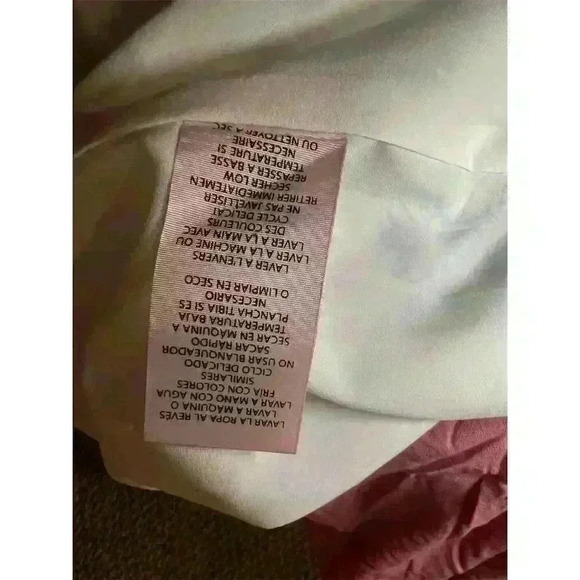 LAVAR LA ROPA AL REVÉS
LAVAR A MAQUINA O
LAVAR A MANO CON AGUA
FRÍA CON COLORES
SIMILARES
CICLO DELICADO
NO USAR BLANQUEADOR
SACAR RAPIDO
SECAR EN MAQUINA A
TEMPERATURA BAJA
PLANCHA TIBIA SI ES
NECESARIO
O LIMPIAR EN SECO
LAVER A L'ENVERS
LAVER A LA MACHINE OU
LAVER A LA MAIN AVEC
DES COULEURS
CYCLE DELICAT
NE PAS JAVELLISER
RETIRER IMMEDIATEMEN
SECHER LOW
REPASSER A BASSE
TEMPERATURE SI
NECESSAIRE
OU NETTOYER A SEC